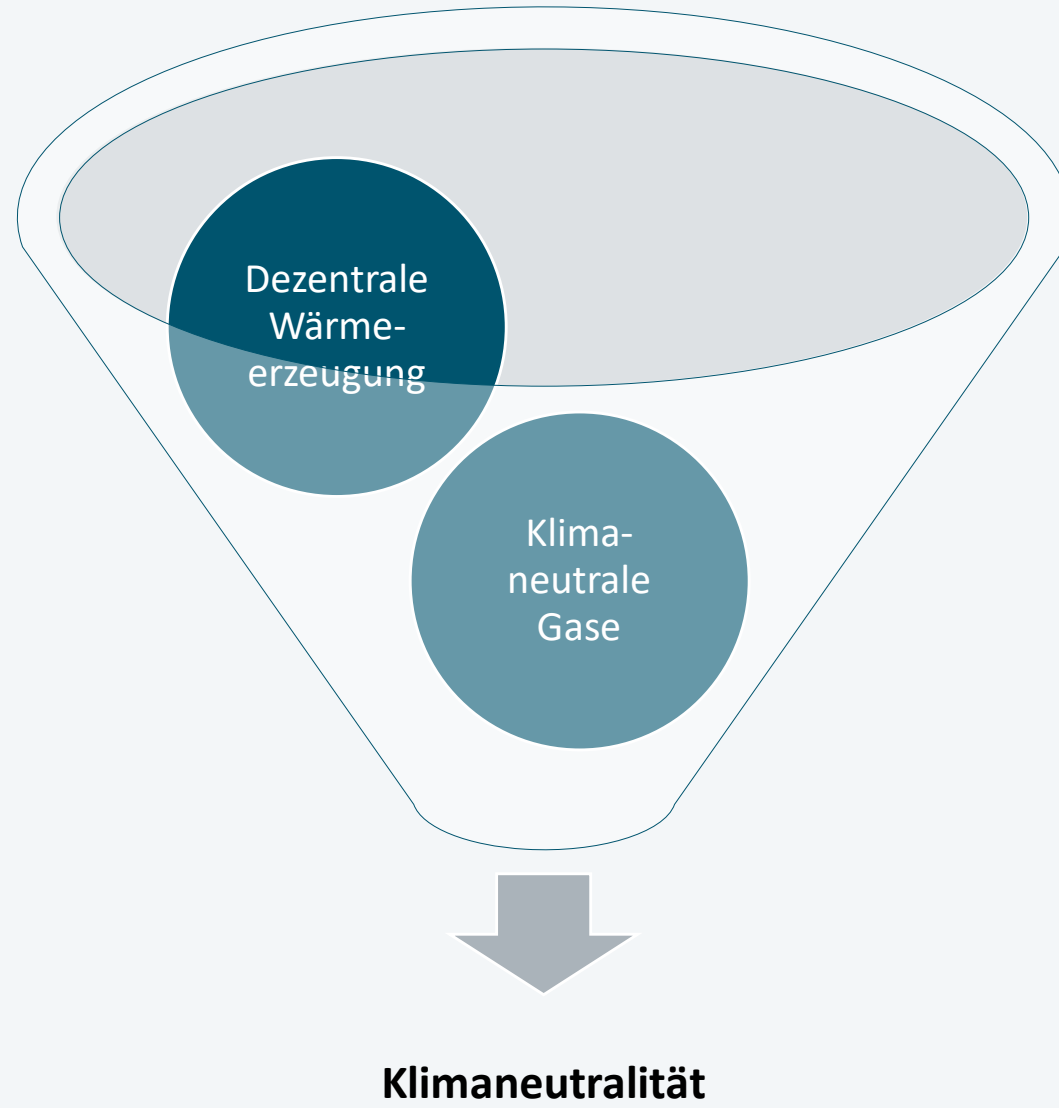 Dezentrale
Wärme-
erzeugung
Klima-
neutrale
Gase
Klimaneutralität